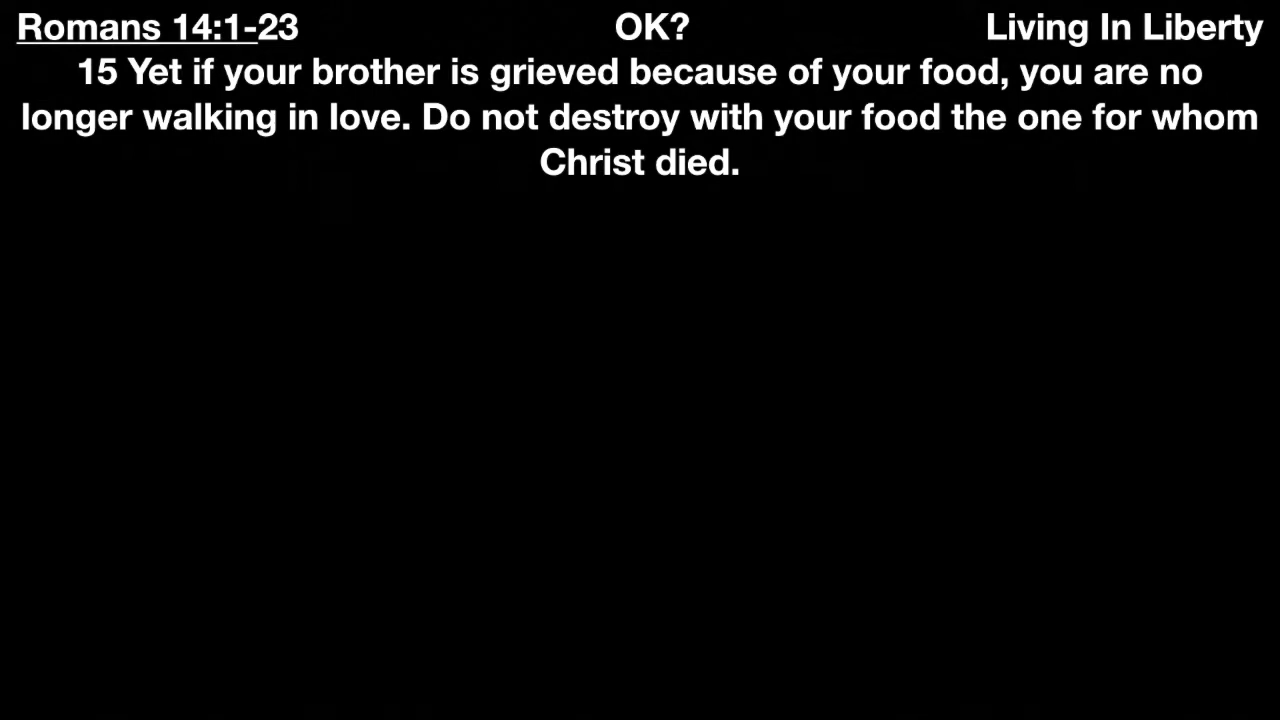 Romans 14:1-23 OK? Living In Liberty
15 Yet if your brother is grieved because of your food, you are no
longer walking in love. Do not destroy with your food the one for whom
Christ died.